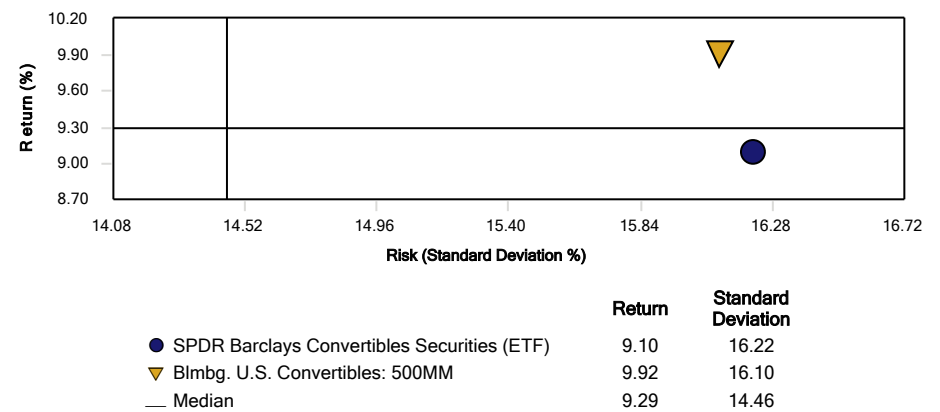 10.20
9.90
9.60
9.30
9.00
8.70
Return (%)
14.08 14.52 14.96 15.40 15.84 16.28 16.72
Risk (Standard Deviation %)
Return Standard Deviation
SPDR Barclays Convertibles Securities (ETF) 9.10 16.22
Blmbg. U.S. Convertibles: 500MM 9.92 16.10
Median 9.29 14.46